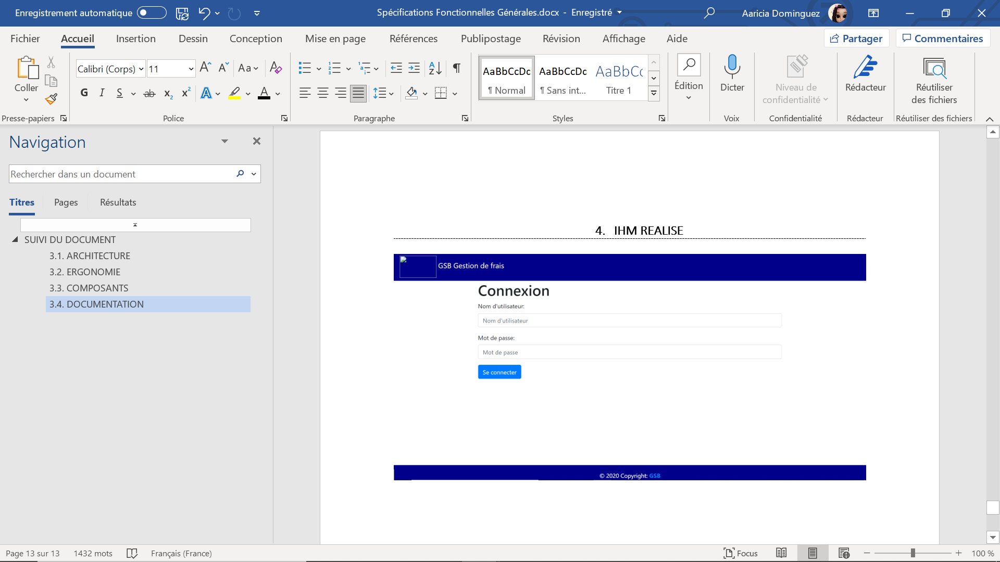 Enregistrement automatique
Spécifications Fonctionnelles Générales.docx - Enregistré
Aaricia Dominguez
Fichier Accueil Insertion Dessin Conception Mise en page Références Publipostage Révision Affichage Aide
Partager Commentaires
Coller
Calibri (Corps) 11
Aa
G I S ab x₂ x² A A
AaBbCcDc AaBbCcDc AaBbCc
¶ Normal ¶ Sans int... Titre 1
Édition
Dicter
Niveau de
confidentialité
Rédacteur
Réutiliser
des fichiers
Presse-papiers Police Paragraphe Styles Voix Confidentialité Rédacteur Réutiliser des fichiers
Navigation
Rechercher dans un document
Titres Pages Résultats
SUIVI DU DOCUMENT
3.1. ARCHITECTURE
3.2. ERGONOMIE
3.3. COMPOSANTS
3.4. DOCUMENTATION
4. IHM REALISE
GSB Gestion de frais
Connexion
Nom d'utilisateur:
Nom d'utilisateur
Mot de passe:
Mot de passe
Se connecter
© 2020 Copyright: GSB
Page 13 sur 13 1432 mots Français (France)
Focus
100 %